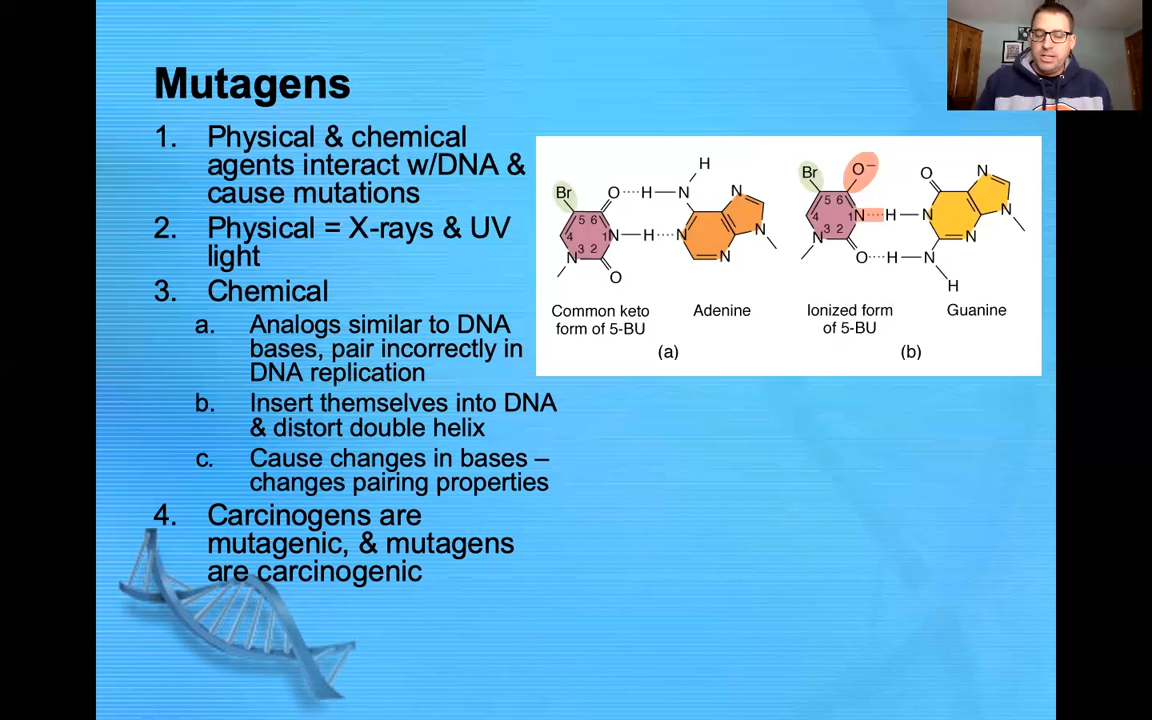 Mutagens
1. Physical & chemical
agents interact w/DNA &
cause mutations
2. Physical = X-rays & UV
light
3. Chemical
a. Analogs similar to DNA
bases, pair incorrectly in
DNA replication
b. Insert themselves into DNA
& distort double helix
c. Cause changes in bases –
changes pairing properties
4. Carcinogens are
mutagenic, & mutagens
are carcinogenic
H
Br O H N N
5 6
4 1 N H N N
3 2
N O N
Common keto
form of 5-BU
Adenine
(a)
Br O– O N
5 6
4 1 N H N N
3 2
N O H N N
H
Ionized form
of 5-BU
Guanine
(b)